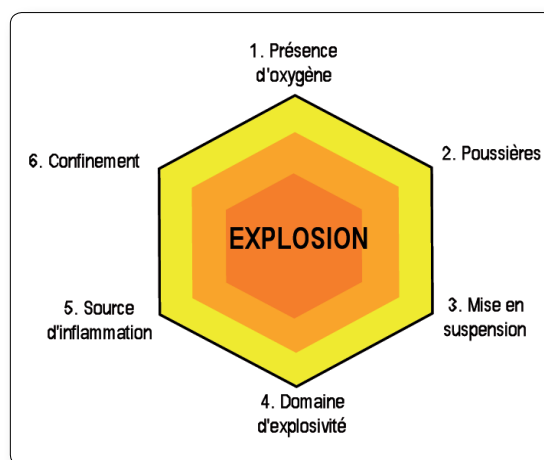 1. Présence
d'oxygène
2. Poussières
3. Mise en
suspension
4. Domaine
d'explosivité
5. Source
d'inflammation
6. Confinement
EXPLOSION